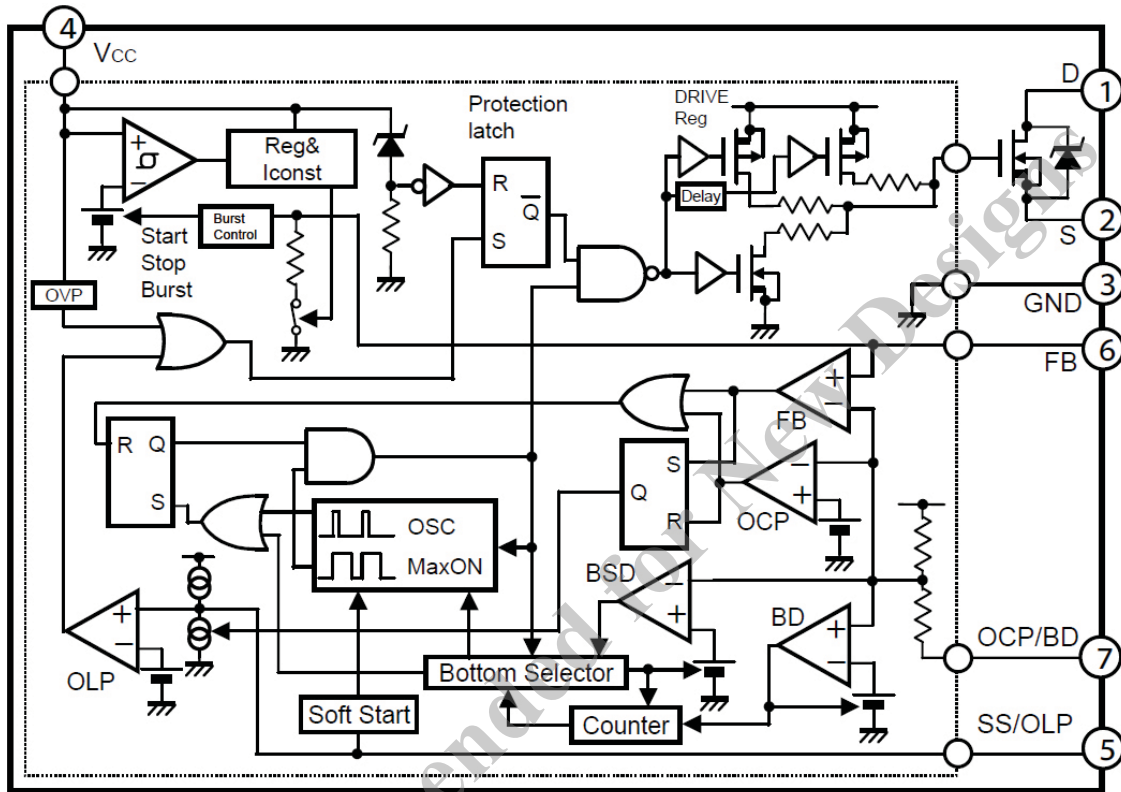 4
VCC
D
1
DRIVE
Reg
Protection
latch
+
−
Reg&
Iconst
R
Q
S
Delay
2
S
Burst
Control
Start
Stop
Burst
OVP
3
GND
6
FB
+
−
FB
R
Q
S
S
Q
R
−
+
OCP
OSC
MaxON
BSD
−
+
BD
+
−
OCP/BD
7
+
−
OLP
Bottom Selector
Soft Start
Counter
SS/OLP
5
ended for New Designs